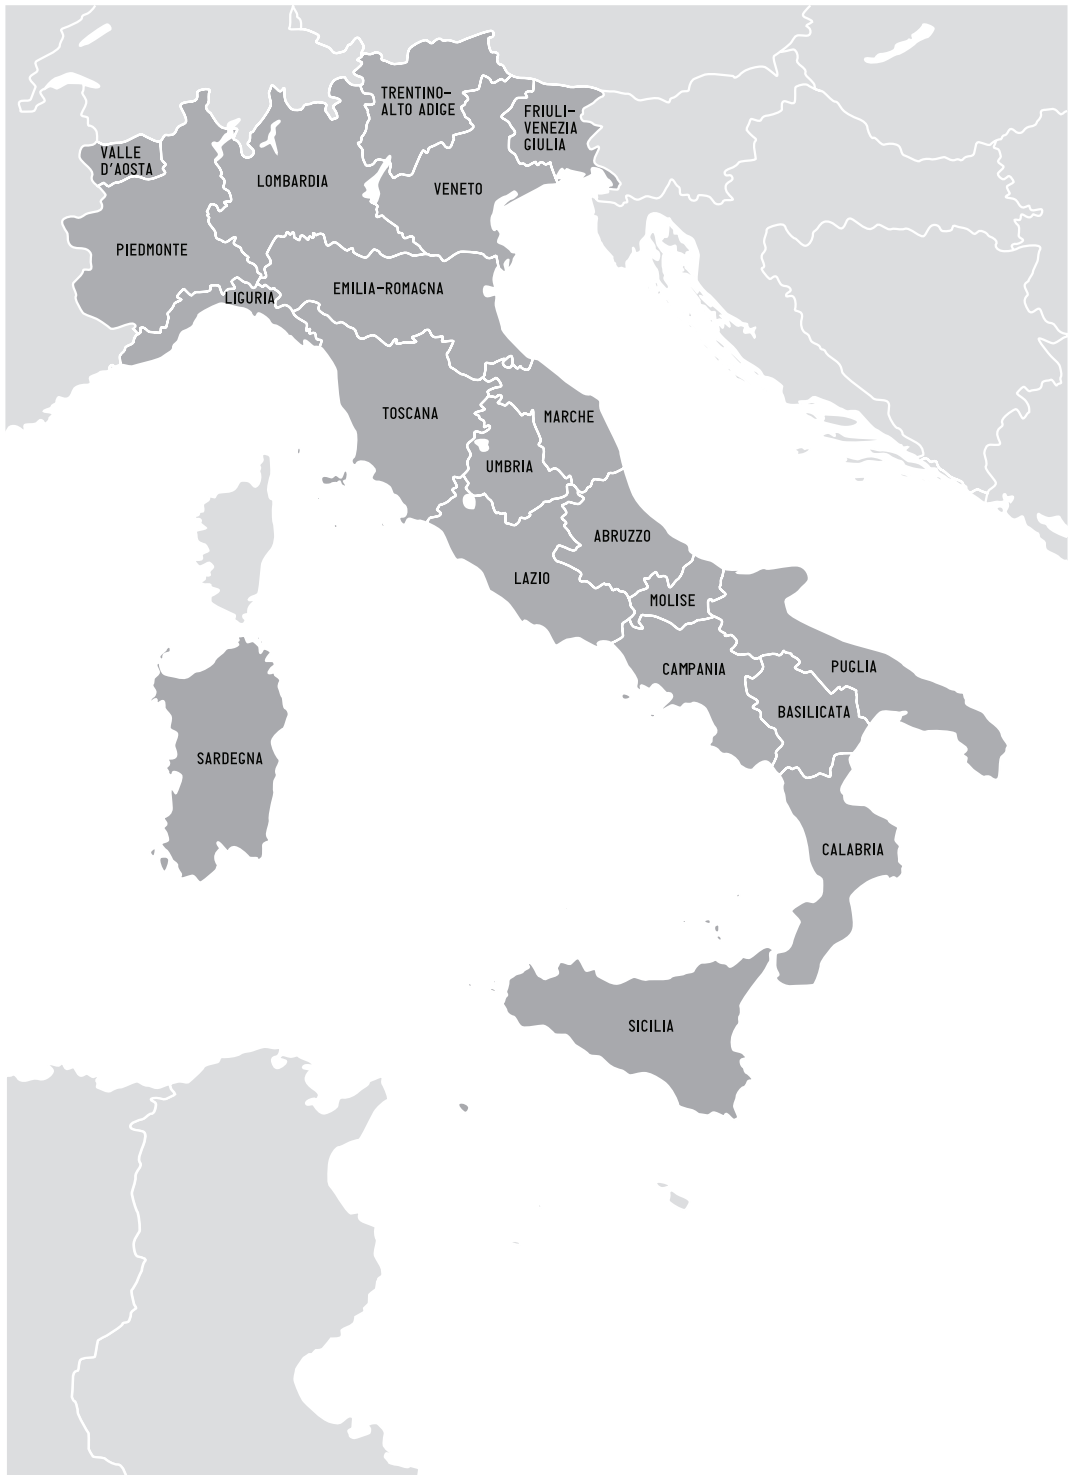 TRENTINO-
ALTO ADIGE
FRIULI-
VENEZIA
GIULIA
VALLE
D'AOSTA
LOMBARDIA
VENETO
PIEDMONTE
EMILIA-ROMAGNA
LIGURIA
TOSCANA
MARCHE
UMBRIA
ABRUZZO
LAZIO
MOLISE
CAMPANIA
PUGLIA
BASILICATA
SARDEGNA
CALABRIA
SICILIA